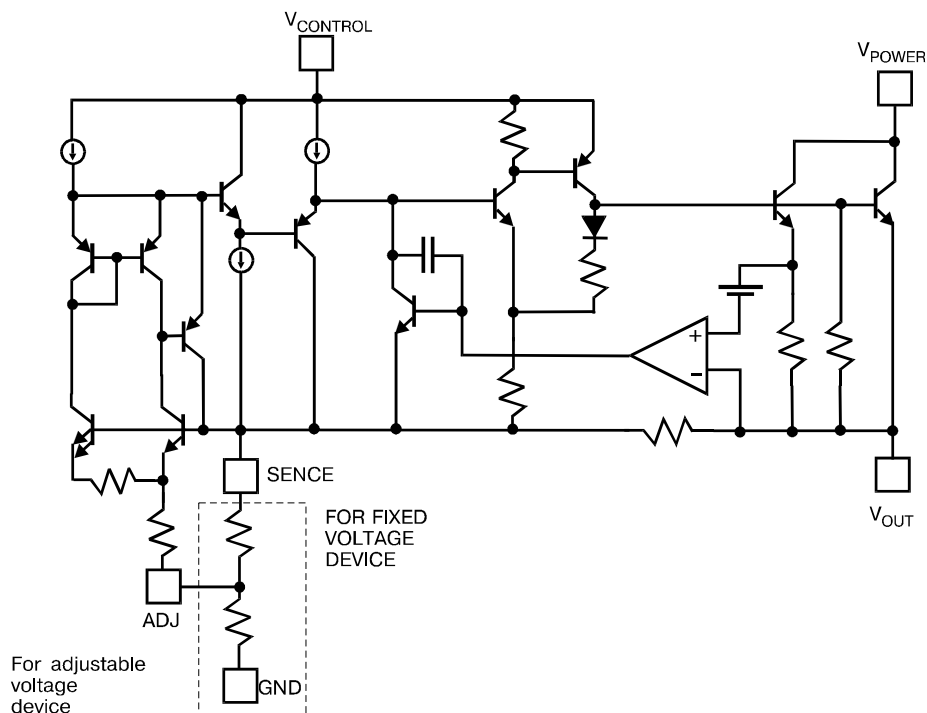 VCONTROL
VPOWER
+
−
SENCE
VOUT
FOR FIXED
VOLTAGE
DEVICE
ADJ
GND
For adjustable
voltage
device